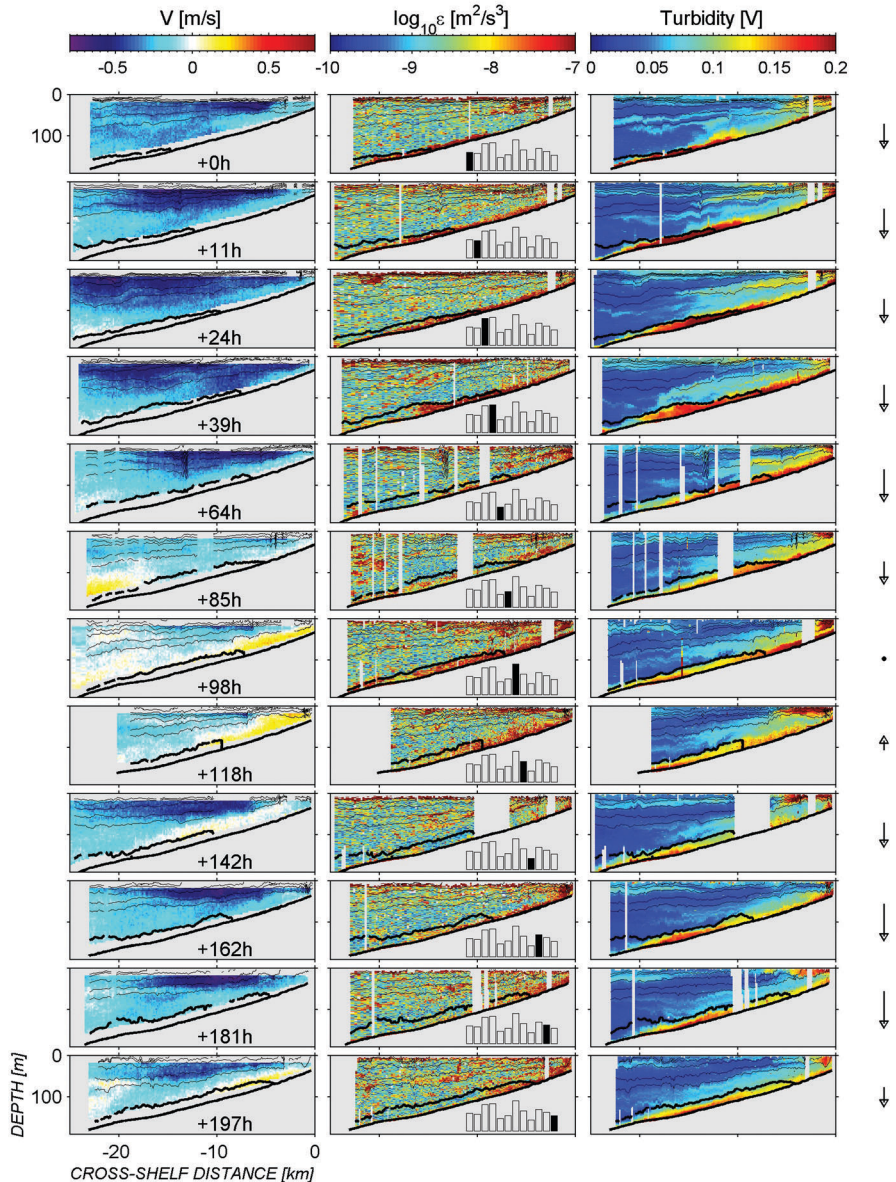 V [m/s]
log₁₀ε [m²/s³]
Turbidity [V]
-0.5 0 0.5
-10 -9 -8 -7
0 0.05 0.1 0.15 0.2
0
100
+0h
+11h
+24h
+39h
+64h
+85h
+98h
+118h
+142h
+162h
+181h
0
100
+197h
DEPTH [m]
-20 -10 0
CROSS-SHELF DISTANCE [km]